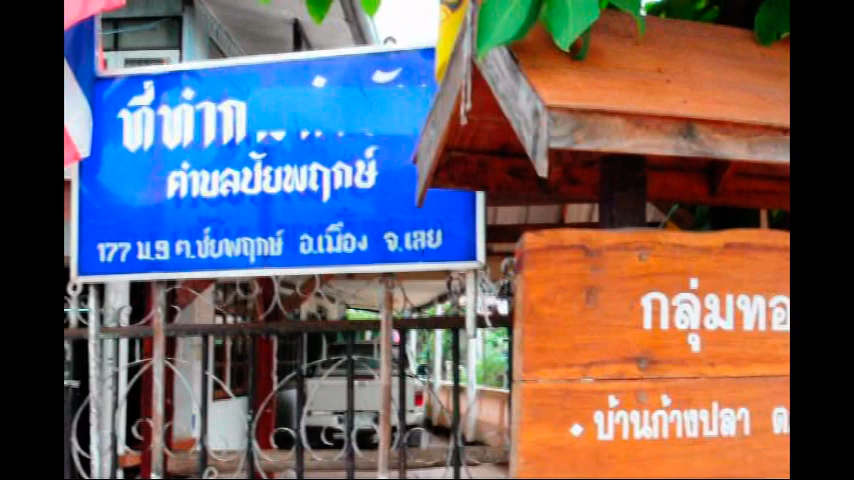 ที่ทำก
ตำบลชัยพฤกษ์
177 ม.9 ต.ชัยพฤกษ์ อ.เมือง จ.เลย
กลุ่มทอ
• บ้านก้างปลา ต.